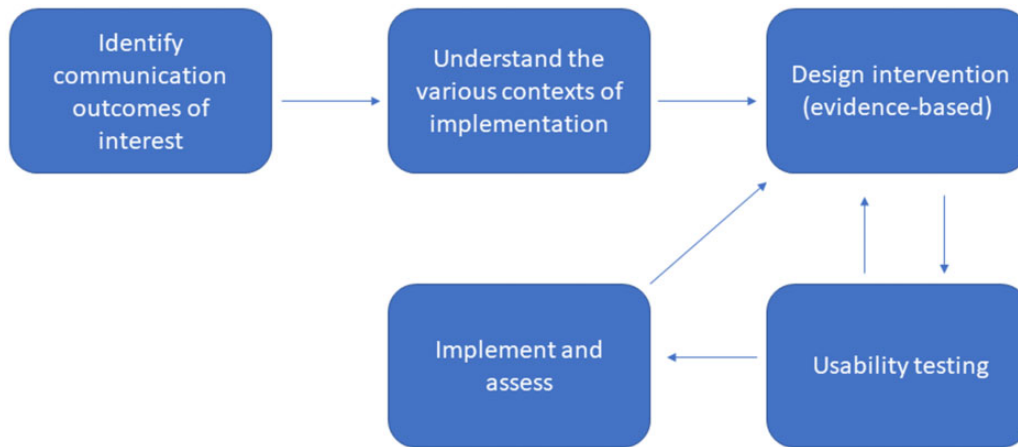 Identify
communication
outcomes of
interest
Understand the
various contexts of
implementation
Design intervention
(evidence-based)
Implement and
assess
Usability testing